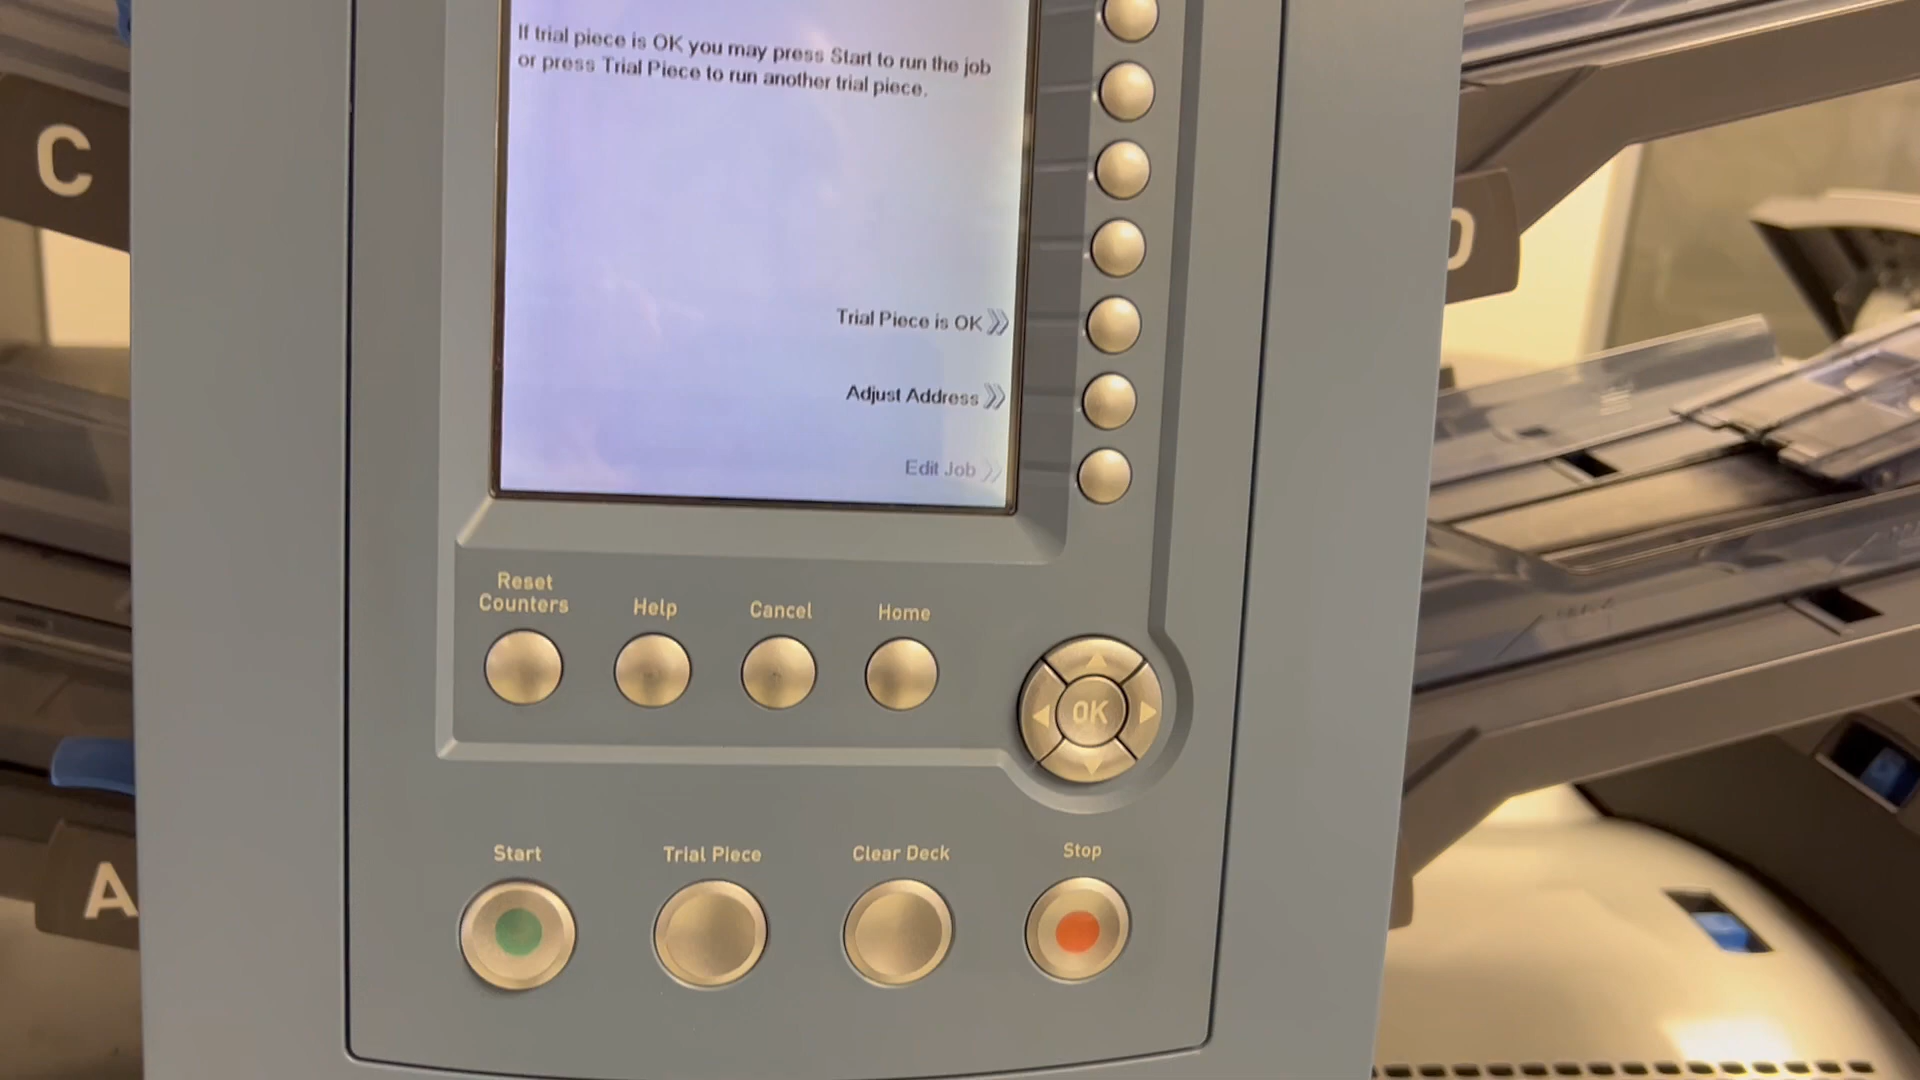 If trial piece is OK you may press Start to run the job
or press Trial Piece to run another trial piece.
C
D
Trial Piece is OK
Adjust Address
Edit Job
Reset
Counters
Help
Cancel
Home
OK
Start
Trial Piece
Clear Deck
Stop
A